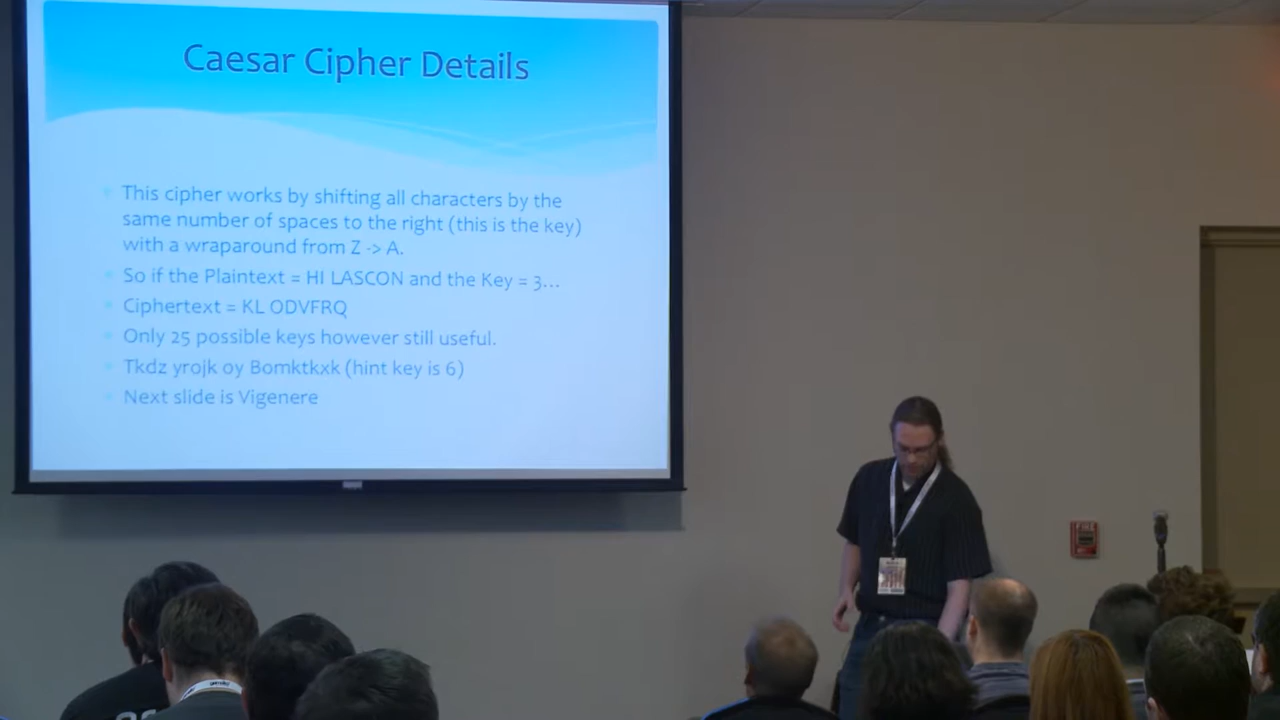 Caesar Cipher Details
This cipher works by shifting all characters by the
same number of spaces to the right (this is the key)
with a wraparound from Z -> A.
So if the Plaintext = HI LASCON and the Key = 3...
Ciphertext = KL ODVFRQ
Only 25 possible keys however still useful.
Tkdz yrojk oy Bomktkxk (hint key is 6)
Next slide is Vigenere
FIRE